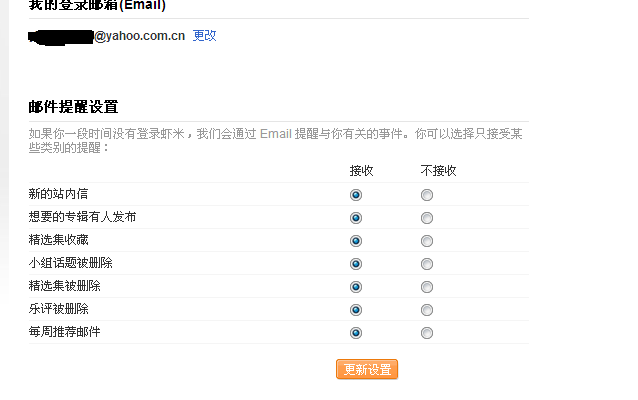 我的登录邮箱(Email)
@yahoo.com.cn 更改
邮件提醒设置
如果你一段时间没有登录虾米，我们会通过 Email 提醒与你有关的事件。你可以选择只接受某
些类别的提醒：
接收 不接收
新的站内信
想要的专辑有人发布
精选集收藏
小组话题被删除
精选集被删除
乐评被删除
每周推荐邮件
更新设置